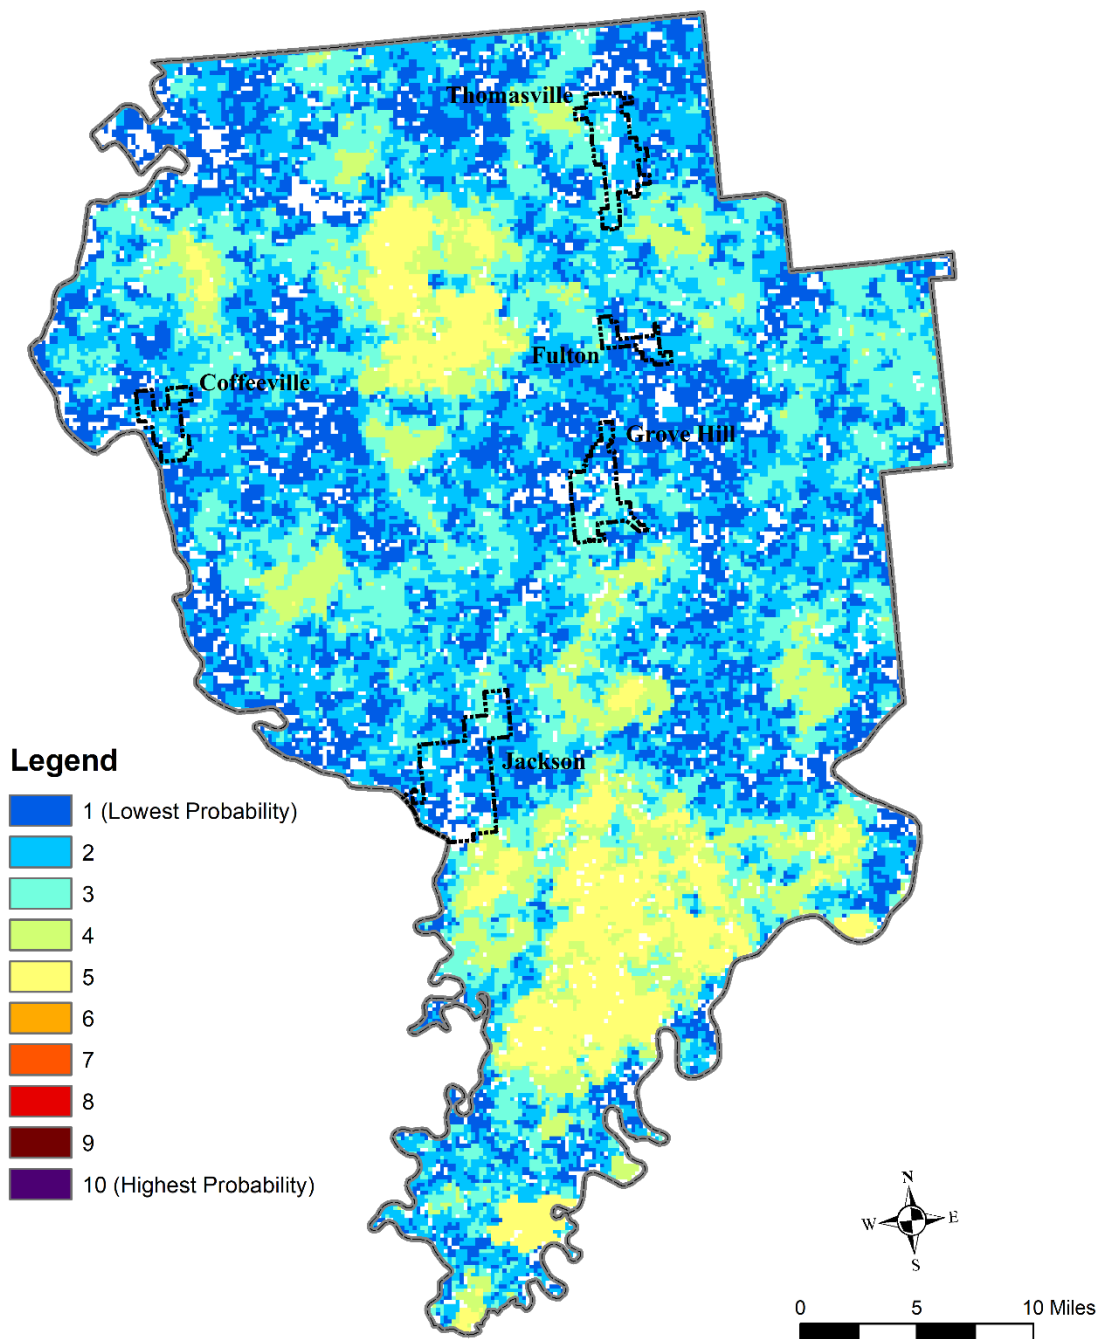 Thomasville
Fulton
Coffeeville
Grove Hill
Jackson
Legend
1 (Lowest Probability)
2
3
4
5
6
7
8
9
10 (Highest Probability)
N
W E
S
0 5 10 Miles